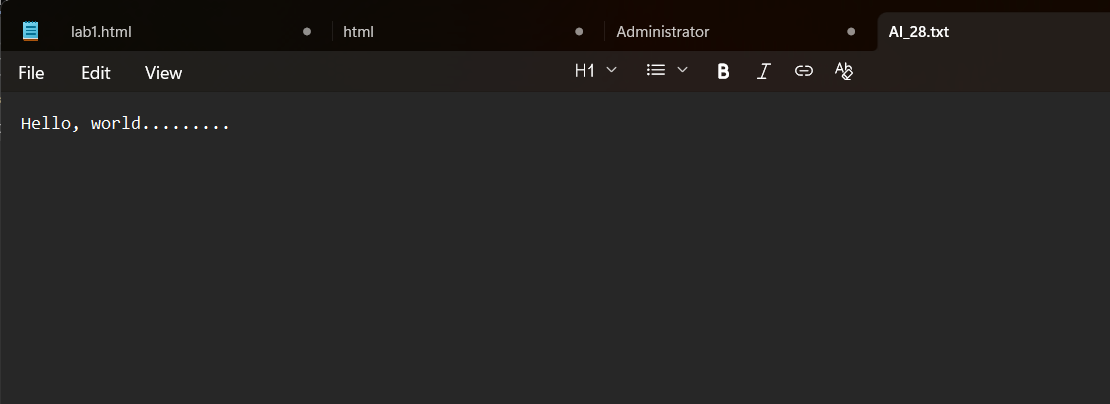 lab1.html html Administrator AI_28.txt
File Edit View H1 B I
Hello, world.........